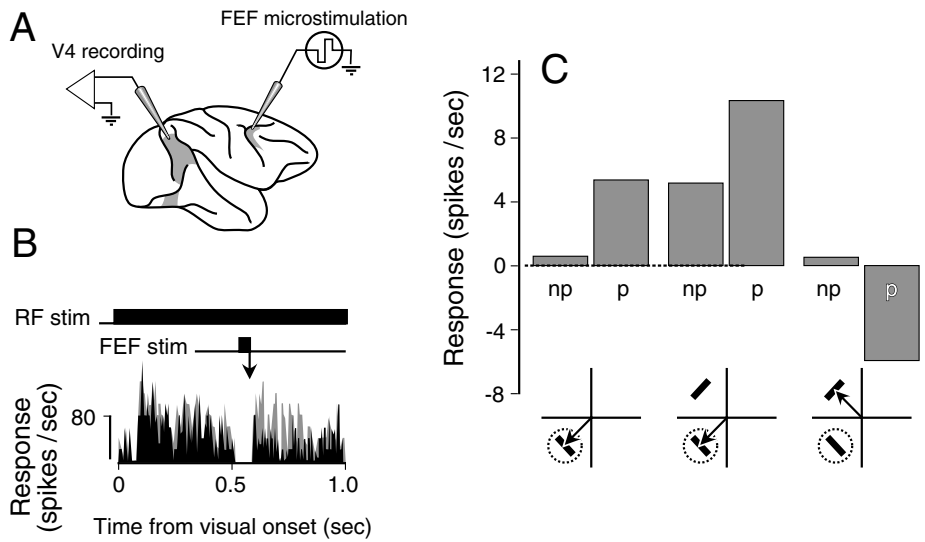 A
FEF microstimulation
V4 recording
B
RF stim
FEF stim
Response
(spikes / sec)
80
0
0.5
1.0
Time from visual onset (sec)
C
Response (spikes / sec)
12
8
4
0
-4
-8
np
p
np
p
np
p